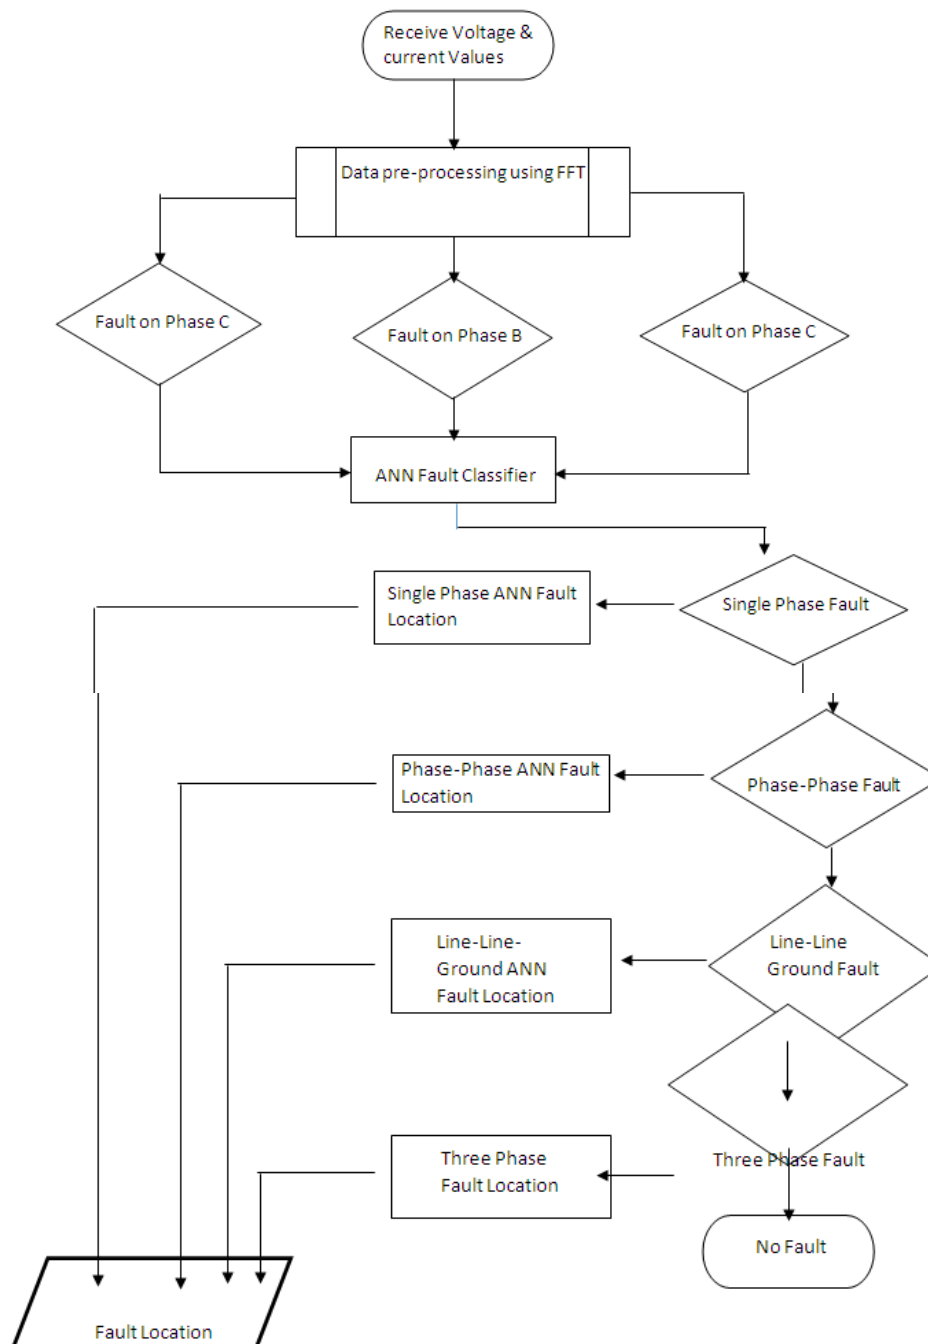 Receive Voltage &
current Values
Data pre-processing using FFT
Fault on Phase C
Fault on Phase B
Fault on Phase C
ANN Fault Classifier
Single Phase ANN Fault
Location
Single Phase Fault
Phase-Phase ANN Fault
Location
Phase-Phase Fault
Line-Line-
Ground ANN
Fault Location
Line-Line
Ground Fault
Three Phase
Fault Location
Three Phase Fault
No Fault
Fault Location